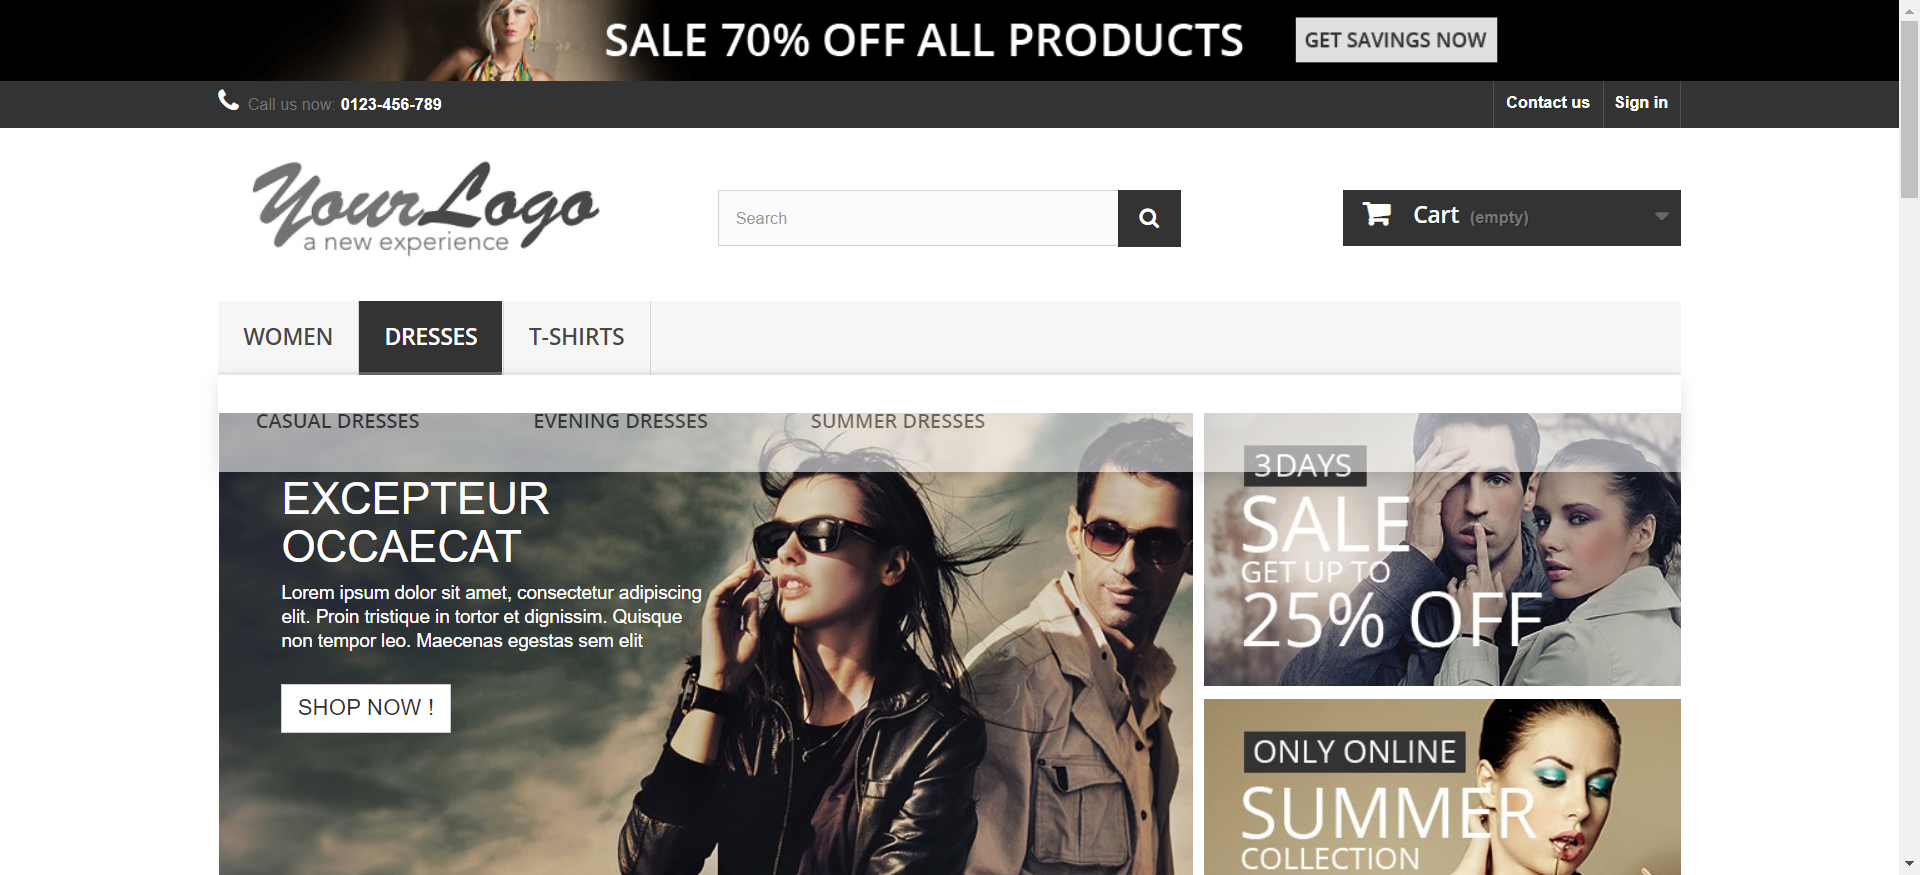 SALE 70% OFF ALL PRODUCTS
GET SAVINGS NOW
Call us now: 0123-456-789
Contact us
Sign in
YourLogo
a new experience
Search
Cart (empty)
WOMEN
DRESSES
T-SHIRTS
CASUAL DRESSES
EVENING DRESSES
SUMMER DRESSES
EXCEPTEUR
OCCAECAT
Lorem ipsum dolor sit amet, consectetur adipiscing
elit. Proin tristique in tortor et dignissim. Quisque
non tempor leo. Maecenas egestas sem elit
SHOP NOW !
3 DAYS
SALE
GET UP TO
25% OFF
ONLY ONLINE
SUMMER
COLLECTION